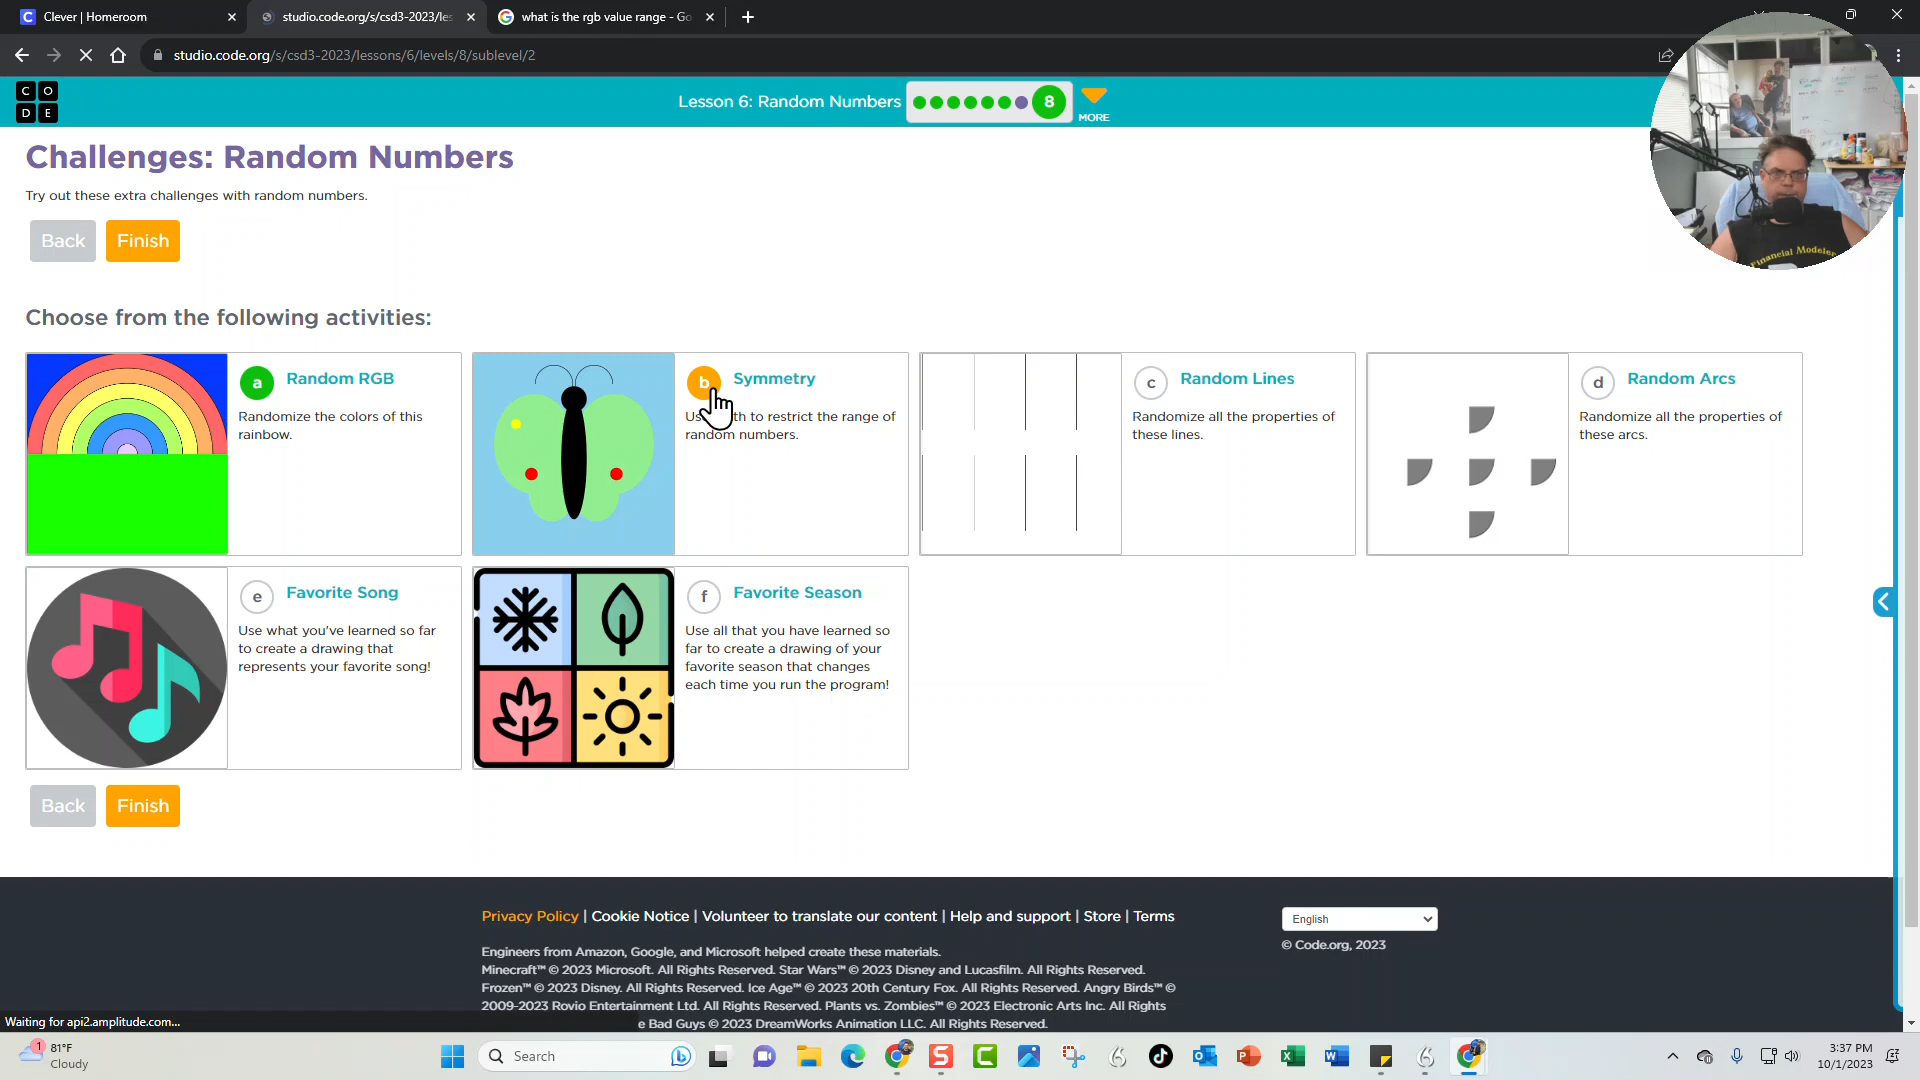 Clever | Homeroom
studio.code.org/s/csd3-2023/les
what is the rgb value range - Go
studio.code.org/s/csd3-2023/lessons/6/levels/8/sublevel/2
C O
D E
Lesson 6: Random Numbers
8
MORE
Challenges: Random Numbers
Try out these extra challenges with random numbers.
Back
Finish
Choose from the following activities:
a
Random RGB
Randomize the colors of this
rainbow.
b
Symmetry
th to restrict the range of
random numbers.
c
Random Lines
Randomize all the properties of
these lines.
d
Random Arcs
Randomize all the properties of
these arcs.
e
Favorite Song
Use what you've learned so far
to create a drawing that
represents your favorite song!
f
Favorite Season
Use all that you have learned so
far to create a drawing of your
favorite season that changes
each time you run the program!
Back
Finish
Privacy Policy | Cookie Notice | Volunteer to translate our content | Help and support | Store | Terms
English
© Code.org, 2023
Engineers from Amazon, Google, and Microsoft helped create these materials.
Minecraft™ © 2023 Microsoft. All Rights Reserved. Star Wars™ © 2023 Disney and Lucasfilm. All Rights Reserved.
Frozen™ © 2023 Disney. All Rights Reserved. Ice Age™ © 2023 20th Century Fox. All Rights Reserved. Angry Birds™ ©
2009-2023 Rovio Entertainment Ltd. All Rights Reserved. Plants vs. Zombies™ © 2023 Electronic Arts Inc. All Rights
e Bad Guys © 2023 DreamWorks Animation LLC. All Rights Reserved.
Waiting for api2.amplitude.com...
Financial Modeler
1
81°F
Cloudy
Search
3:37 PM
10/1/2023